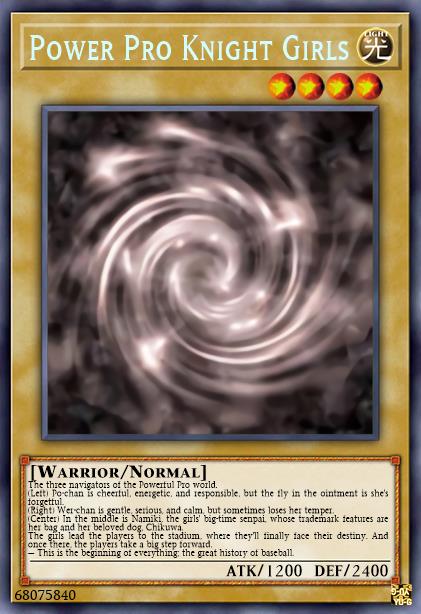 POWER PRO KNIGHT GIRLS
LIGHT
光
[WARRIOR/NORMAL]
The three navigators of the Powerful Pro world.
(Left) Po-chan is cheerful, energetic, and responsible, but the fly in the ointment is she's
forgetful.
(Right) Wer-chan is gentle, serious, and calm, but sometimes loses her temper.
(Center) In the middle is Namiki, the girls' big-time senpai, whose trademark features are
her bag and her beloved dog, Chikuwa.
The girls lead the players to the stadium, where they'll finally face their destiny. And
once there, the players take a big step forward.
— This is the beginning of everything; the great history of baseball.
ATK/1200 DEF/2400
68075840